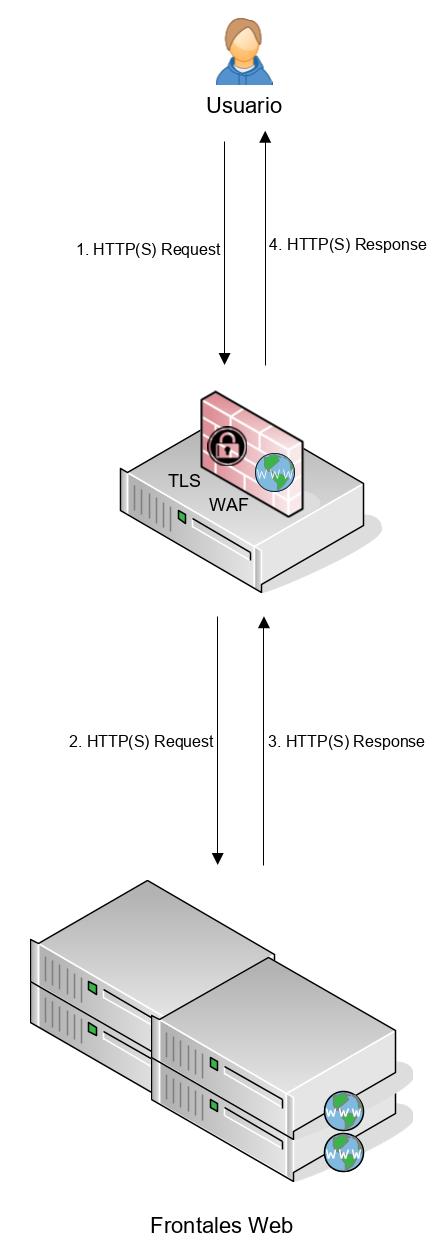 Usuario
1. HTTP(S) Request
4. HTTP(S) Response
TLS
WWW
WAF
2. HTTP(S) Request
3. HTTP(S) Response
WWW
WWW
Frontales Web